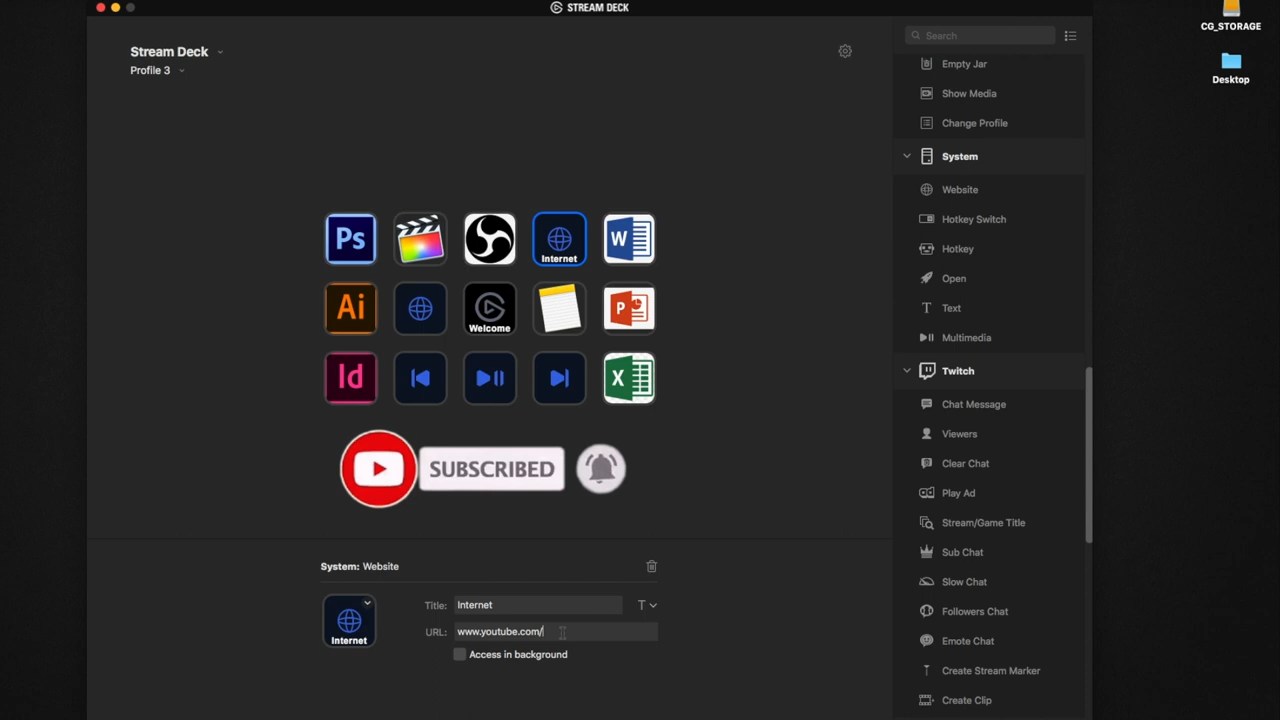 STREAM DECK
CG_STORAGE
Desktop
Stream Deck
Profile 3
Search
Empty Jar
Show Media
Change Profile
System
Website
Hotkey Switch
Hotkey
Open
Text
Multimedia
Twitch
Chat Message
Viewers
Clear Chat
Play Ad
Stream/Game Title
Sub Chat
Slow Chat
Followers Chat
Emote Chat
Create Stream Marker
Create Clip
Ps
Internet
W
Ai
Welcome
P
Id
X
SUBSCRIBED
System: Website
Internet
Title: Internet
T
URL: www.youtube.com/
Access in background